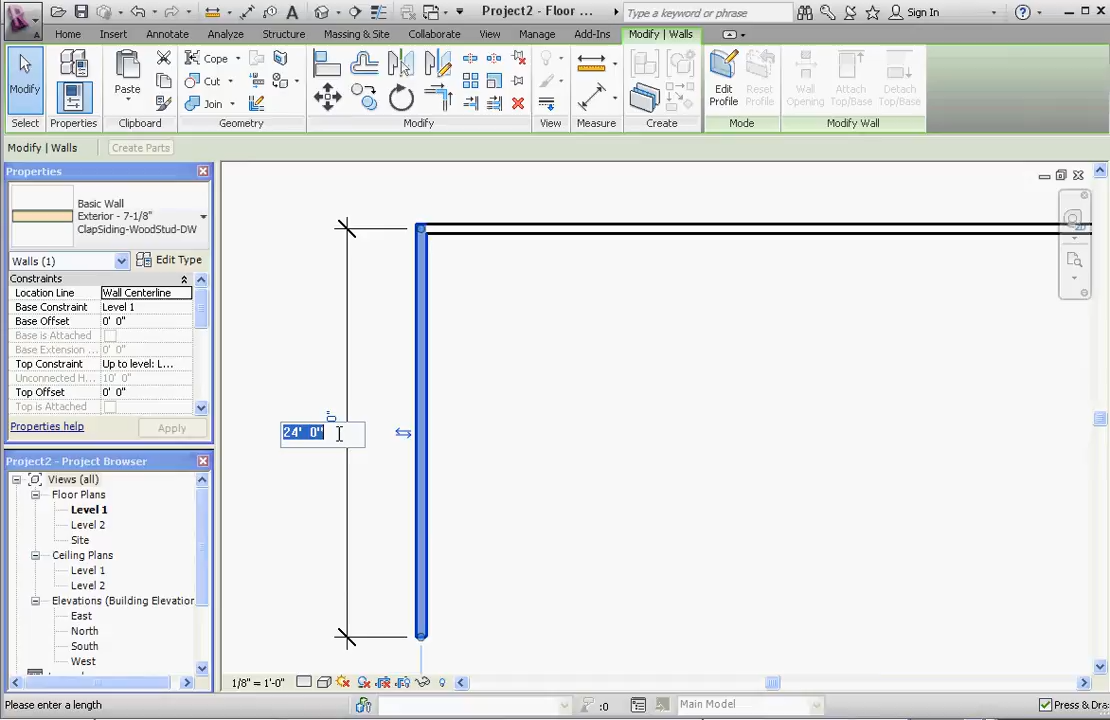 Project2 - Floor ...
Type a keyword or phrase
Sign In
Home Insert Annotate Analyze Structure Massing & Site Collaborate View Manage Add-Ins Modify | Walls
Modify
Paste
Cope
Cut
Join
Edit Profile
Reset Profile
Wall Opening
Attach Top/Base
Detach Top/Base
Select Properties Clipboard Geometry Modify View Measure Create Mode Modify Wall
Modify | Walls
Create Parts
Properties
Basic Wall
Exterior - 7-1/8"
ClapSiding-WoodStud-DW
Walls (1)
Edit Type
Constraints
Location Line Wall Centerline
Base Constraint Level 1
Base Offset 0' 0"
Base is Attached
Base Extension ...
0' 0"
Top Constraint Up to level: L...
Unconnected H... 10' 0"
Top Offset 0' 0"
Top is Attached
Properties help
Apply
24' 0"
Project2 - Project Browser
Views (all)
Floor Plans
Level 1
Level 2
Site
Ceiling Plans
Level 1
Level 2
Elevations (Building Elevation
East
North
South
West
1/8" = 1'-0"
Please enter a length
:0
Main Model
Press & Dra